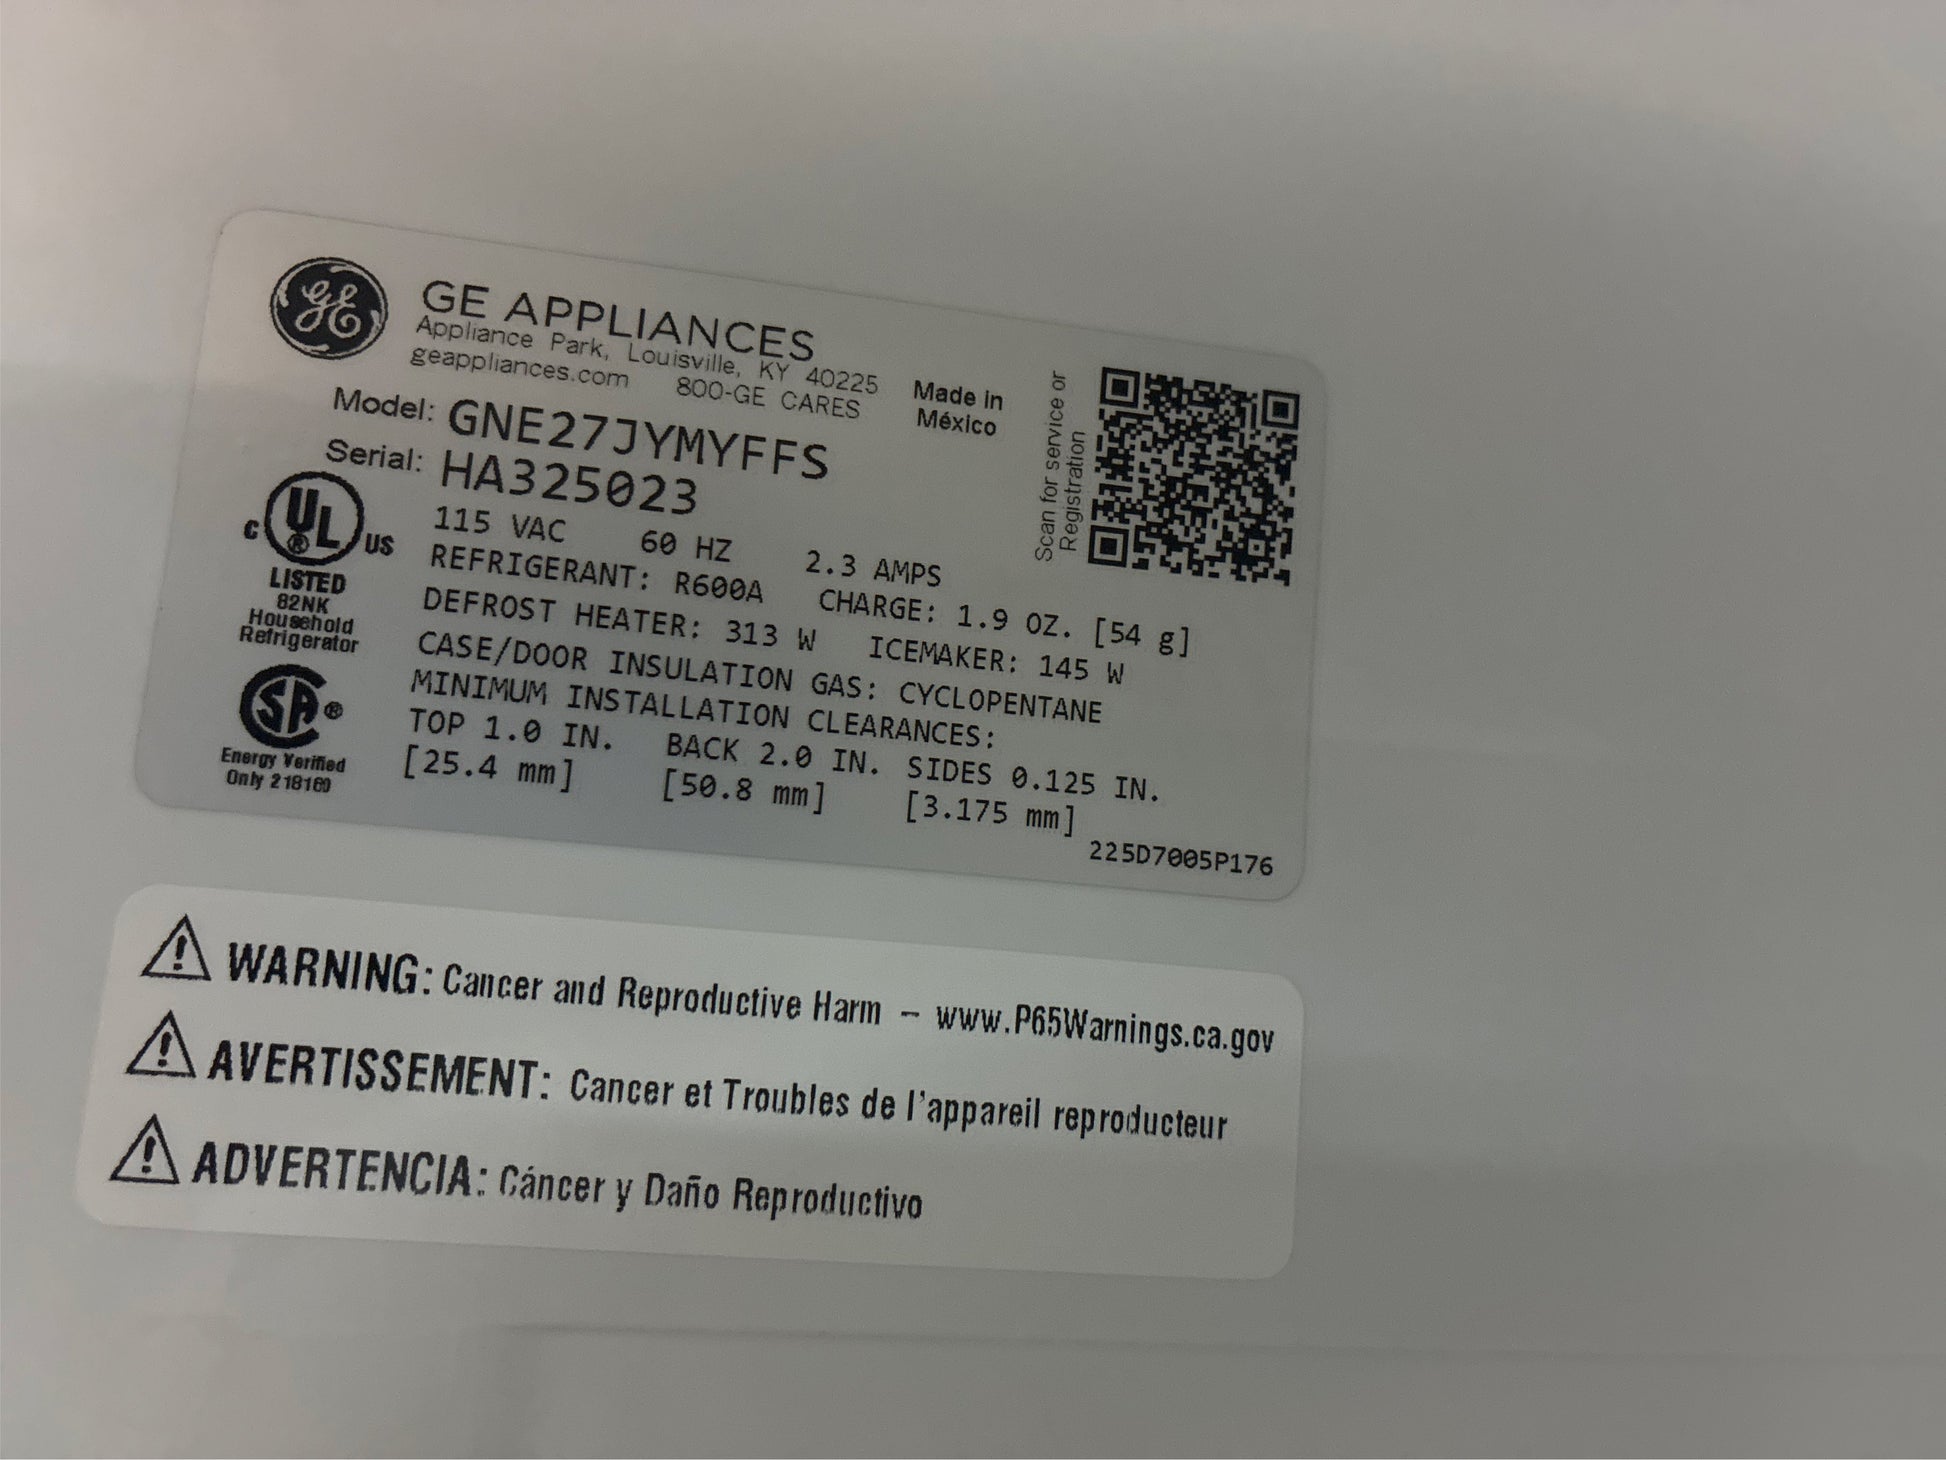 GE APPLIANCES
Appliance Park, Louisville, KY 40225
geappliances.com 800-GE CARES
Made in
México
Scan for service or
Registration
Model: GNE27JYMYFFS
Serial: HA325023
C UL® US
LISTED
82NK
Household
Refrigerator
115 VAC 60 HZ 2.3 AMPS
REFRIGERANT: R600A CHARGE: 1.9 OZ. [54 g]
DEFROST HEATER: 313 W ICEMAKER: 145 W
CASE/DOOR INSULATION GAS: CYCLOPENTANE
MINIMUM INSTALLATION CLEARANCES:
TOP 1.0 IN. BACK 2.0 IN. SIDES 0.125 IN.
[25.4 mm] [50.8 mm] [3.175 mm]
SA®
Energy Verified
Only 218169
225D7005P176
WARNING: Cancer and Reproductive Harm – www.P65Warnings.ca.gov
AVERTISSEMENT: Cancer et Troubles de l'appareil reproducteur
ADVERTENCIA: Cáncer y Daño Reproductivo